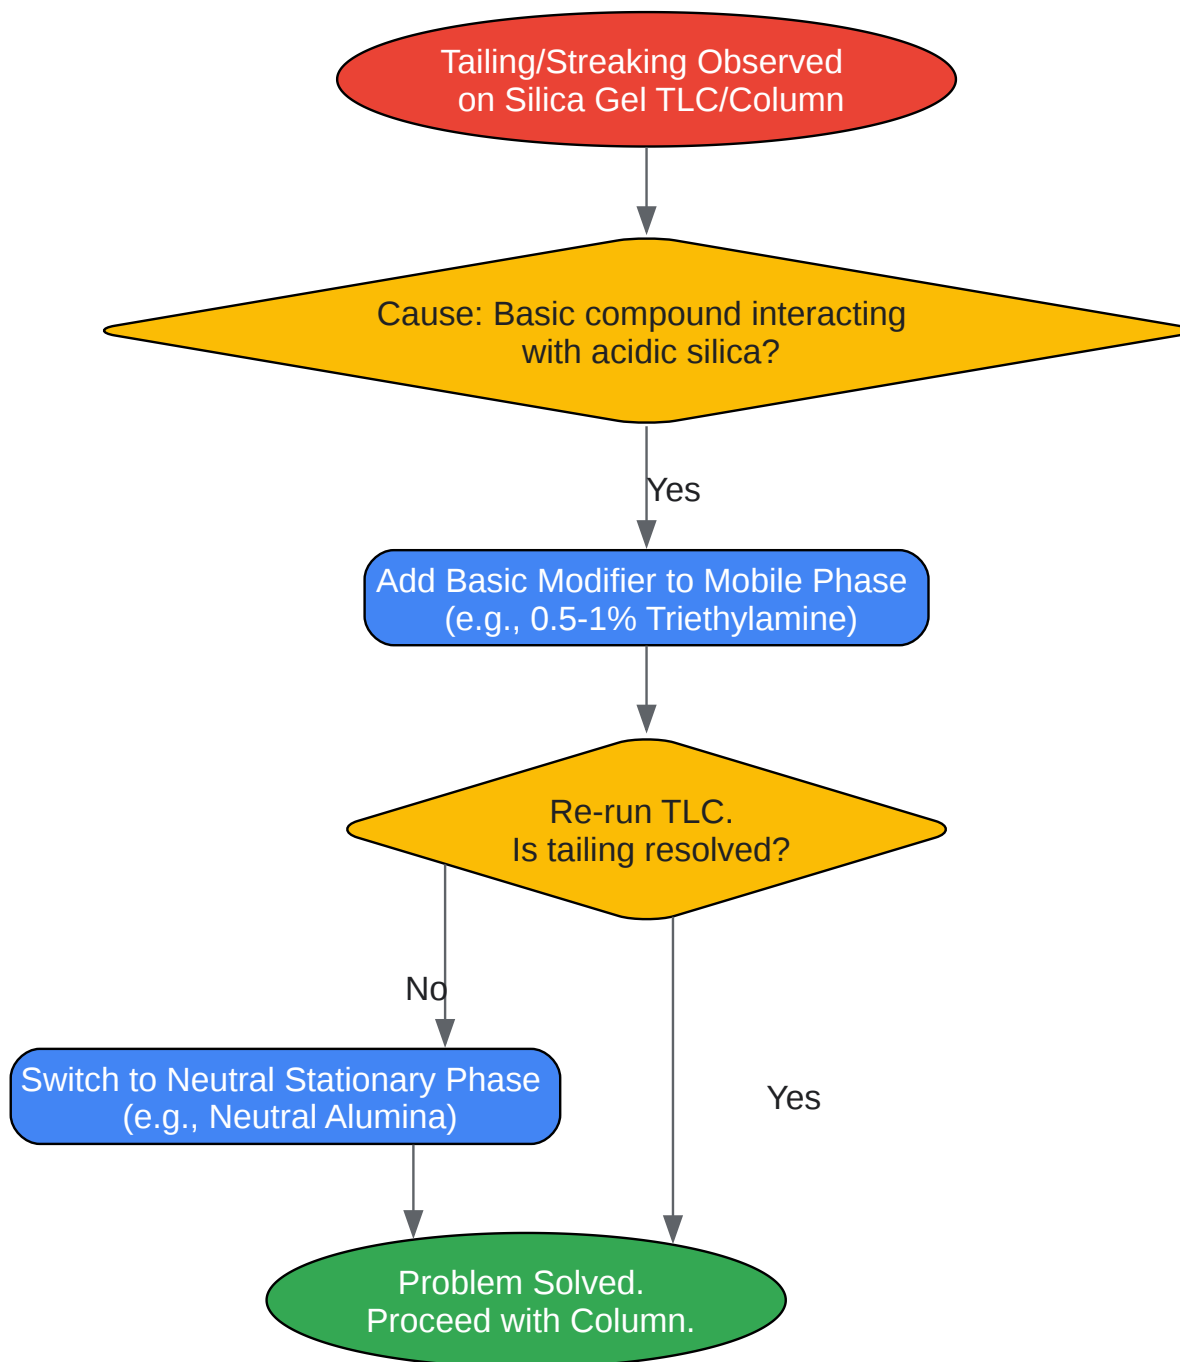 Tailing/Streaking Observed
on Silica Gel TLC/Column
Cause: Basic compound interacting
with acidic silica?
Yes
Add Basic Modifier to Mobile Phase
(e.g., 0.5-1% Triethylamine)
Re-run TLC.
Is tailing resolved?
No
Switch to Neutral Stationary Phase
(e.g., Neutral Alumina)
Yes
Problem Solved.
Proceed with Column.